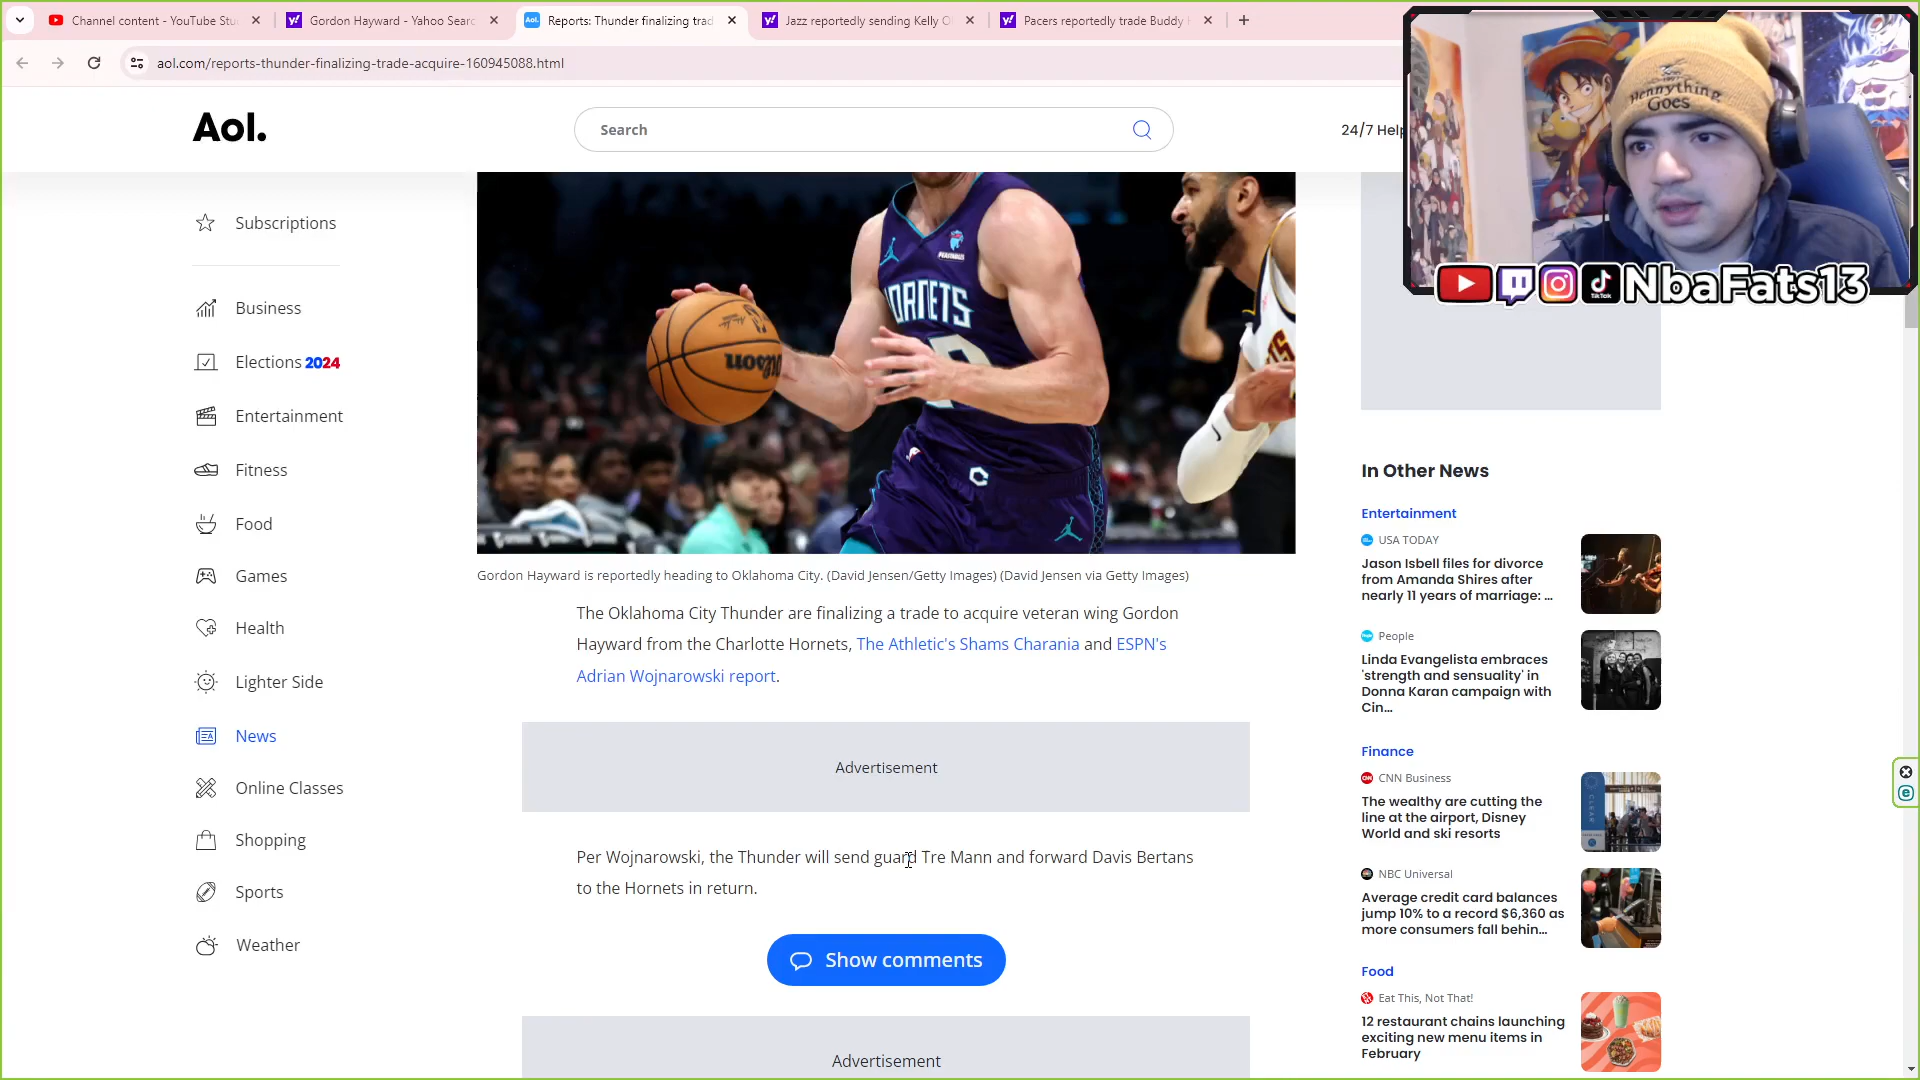 Channel content - YouTube Stu
Gordon Hayward - Yahoo Searc
Aol.
Reports: Thunder finalizing trad
Jazz reportedly sending Kelly O
Pacers reportedly trade Buddy H
aol.com/reports-thunder-finalizing-trade-acquire-160945088.html
Aol.
Search
24/7 Help
Subscriptions
Business
Elections 2024
Entertainment
Fitness
Food
Games
Health
Lighter Side
News
Online Classes
Shopping
Sports
Weather
Wilson
HORNETS
Gordon Hayward is reportedly heading to Oklahoma City. (David Jensen/Getty Images) (David Jensen via Getty Images)
The Oklahoma City Thunder are finalizing a trade to acquire veteran wing Gordon
Hayward from the Charlotte Hornets, The Athletic's Shams Charania and ESPN's
Adrian Wojnarowski report.
Advertisement
Per Wojnarowski, the Thunder will send guard Tre Mann and forward Davis Bertans
to the Hornets in return.
Show comments
Advertisement
Hennything
Goes
TikTok
NbaFats13
In Other News
Entertainment
USA TODAY
Jason Isbell files for divorce
from Amanda Shires after
nearly 11 years of marriage: ...
People
Linda Evangelista embraces
'strength and sensuality' in
Donna Karan campaign with
Cin...
Finance
CNN Business
The wealthy are cutting the
line at the airport, Disney
World and ski resorts
CLEAR
NBC Universal
Average credit card balances
jump 10% to a record $6,360 as
more consumers fall behin...
Food
Eat This, Not That!
12 restaurant chains launching
exciting new menu items in
February